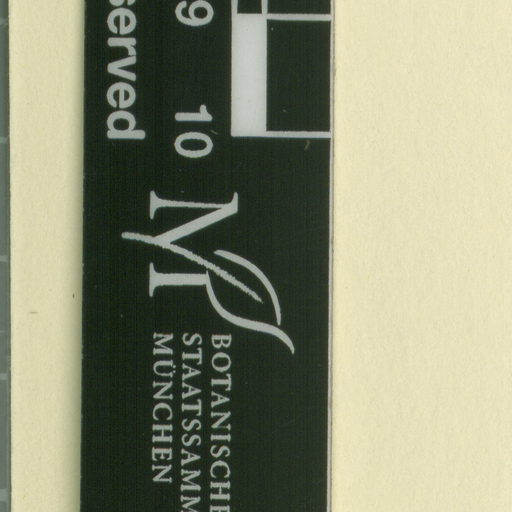 served
9 10
BOTANISCHE
STAATSSAMM
MÜNCHEN